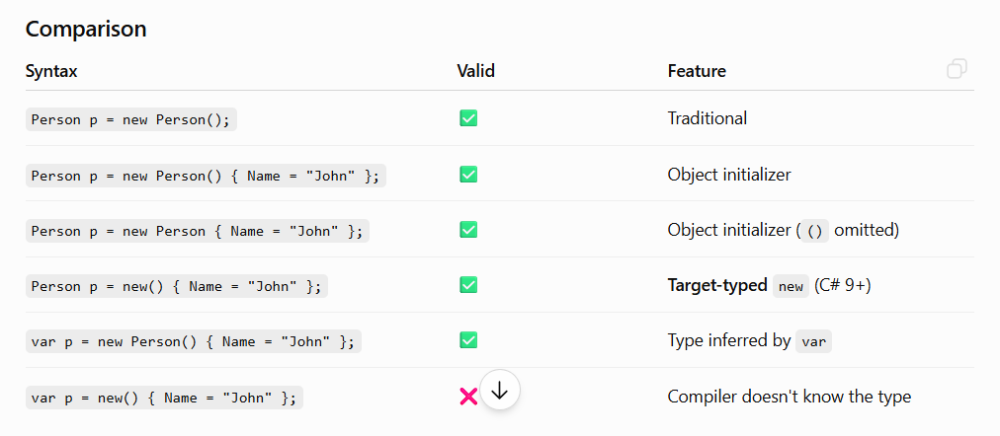 Comparison
Syntax Valid Feature
Person p = new Person(); ✅ Traditional
Person p = new Person() { Name = "John" }; ✅ Object initializer
Person p = new Person { Name = "John" }; ✅ Object initializer ( () omitted)
Person p = new() { Name = "John" }; ✅ Target-typed new (C# 9+)
var p = new Person() { Name = "John" }; ✅ Type inferred by var
var p = new() { Name = "John" }; ❌ Compiler doesn't know the type